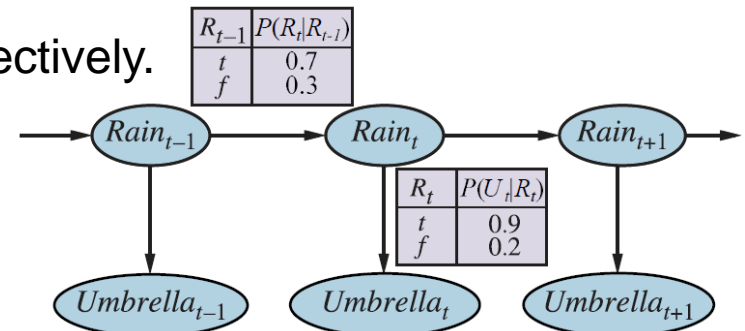 ectively.
R_{t−1} P(R_t|R_{t-1})
t 0.7
f 0.3
Rain_{t−1} Rain_t Rain_{t+1}
R_t P(U_t|R_t)
t 0.9
f 0.2
Umbrella_{t−1} Umbrella_t Umbrella_{t+1}